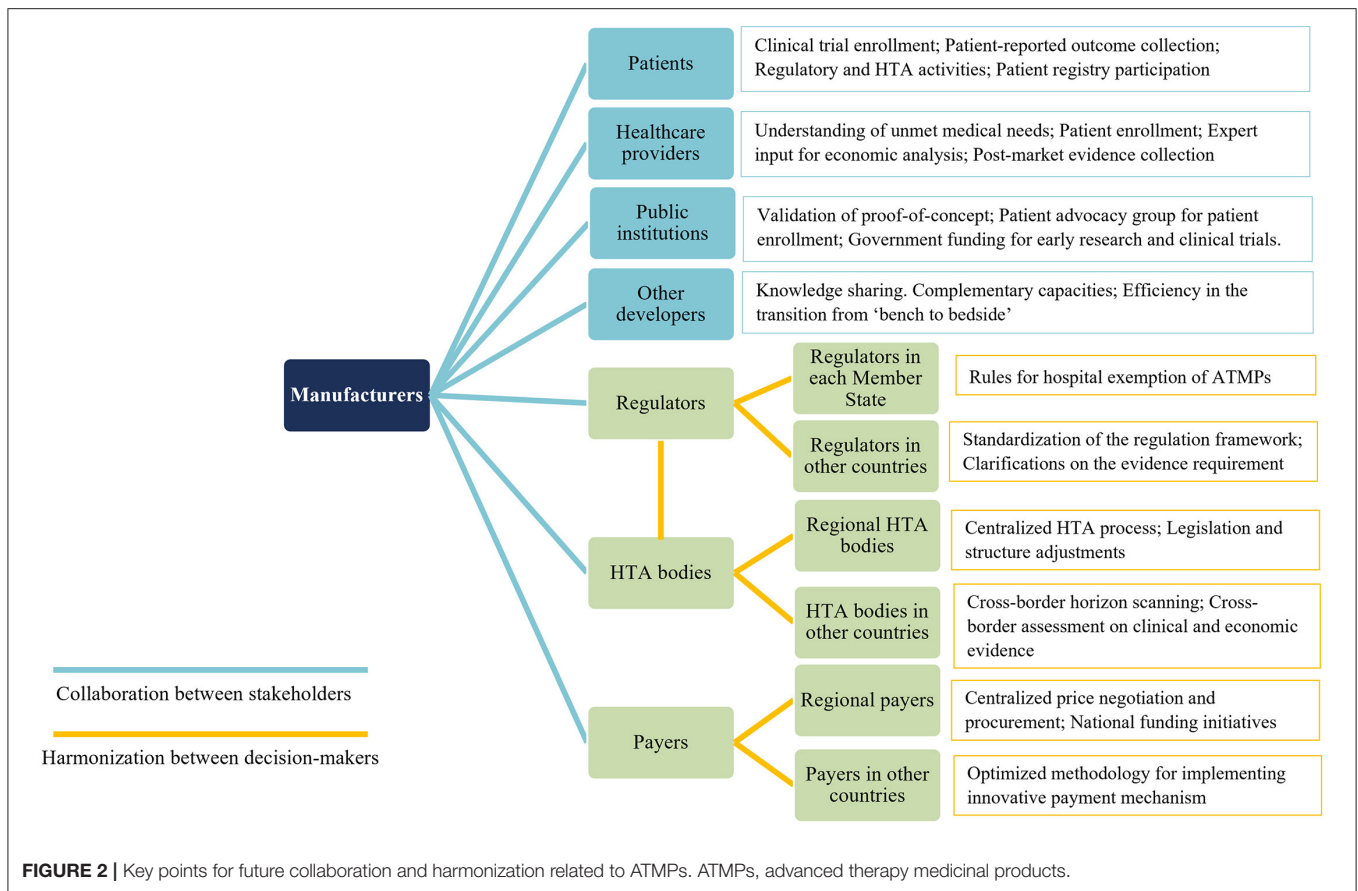 Patients
Clinical trial enrollment; Patient-reported outcome collection;
Regulatory and HTA activities; Patient registry participation
Healthcare
providers
Understanding of unmet medical needs; Patient enrollment; Expert
input for economic analysis; Post-market evidence collection
Public
institutions
Validation of proof-of-concept; Patient advocacy group for patient
enrollment; Government funding for early research and clinical trials.
Other
developers
Knowledge sharing. Complementary capacities; Efficiency in the
transition from ‘bench to bedside’
Manufacturers
Regulators
Regulators in
each Member
State
Rules for hospital exemption of ATMPs
Regulators in
other countries
Standardization of the regulation framework;
Clarifications on the evidence requirement
HTA bodies
Regional HTA
bodies
Centralized HTA process; Legislation and
structure adjustments
HTA bodies in
other countries
Cross-border horizon scanning; Cross-
border assessment on clinical and economic
evidence
Payers
Regional payers
Centralized price negotiation and
procurement; National funding initiatives
Payers in other
countries
Optimized methodology for implementing
innovative payment mechanism
Collaboration between stakeholders
Harmonization between decision-makers
FIGURE 2 | Key points for future collaboration and harmonization related to ATMPs. ATMPs, advanced therapy medicinal products.